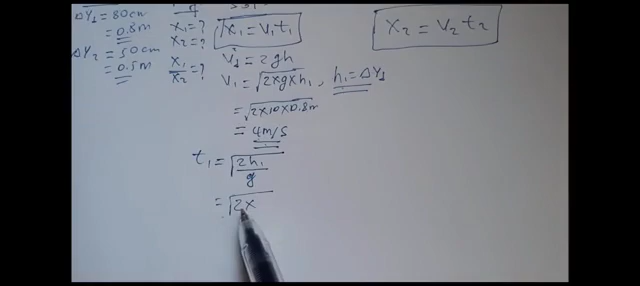 ΔY₁ = 80cm
= 0.8m
ΔY₂ = 50cm
= 0.5m
X₁ = ?
X₂ = ?
X₁/X₂ = ?
X₁ = V₁t₁
V₁ = 2gh
V₁ = √2×g×h₁, h₁ = ΔY₁
= √2×10×0.8m
= 4m/s
t₁ = √2h₁/g
= √2×
X₂ = V₂t₂